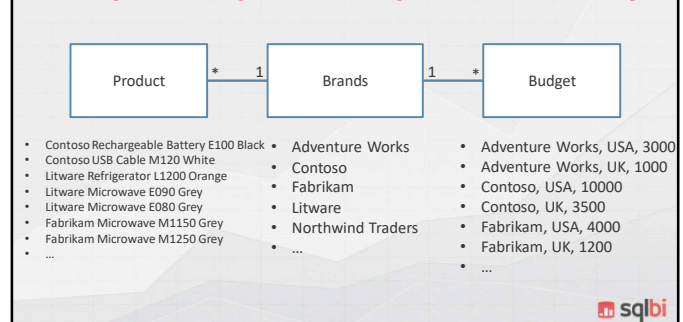 Product * 1 Brands 1 * Budget
• Contoso Rechargeable Battery E100 Black
• Contoso USB Cable M120 White
• Litware Refrigerator L1200 Orange
• Litware Microwave E090 Grey
• Litware Microwave E080 Grey
• Fabrikam Microwave M1150 Grey
• Fabrikam Microwave M1250 Grey
• …
• Adventure Works
• Contoso
• Fabrikam
• Litware
• Northwind Traders
• …
• Adventure Works, USA, 3000
• Adventure Works, UK, 1000
• Contoso, USA, 10000
• Contoso, UK, 3500
• Fabrikam, USA, 4000
• Fabrikam, UK, 1200
• …
sqlbi